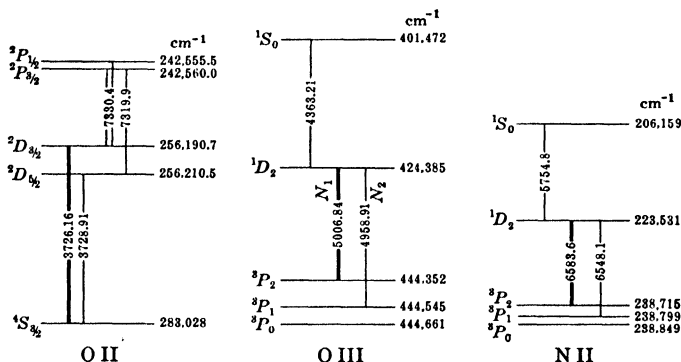 cm⁻¹
²P½ 242,555.5
²P3/2 242,560.0
7330.4
7319.9
²D3/2 256,190.7
²D5/2 256,210.5
3726.16
3728.91
⁴S3/2 283,028
O II
¹S₀ 401,472
4363.21
¹D₂ 424,385
N₁
N₂
5006.84
4958.91
³P₂ 444,352
³P₁ 444,545
³P₀ 444,661
O III
cm⁻¹
¹S₀ 206,159
5754.8
¹D₂ 223,531
6583.6
6548.1
³P₂ 238,715
³P₁ 238,799
³P₀ 238,849
N II
cm⁻¹